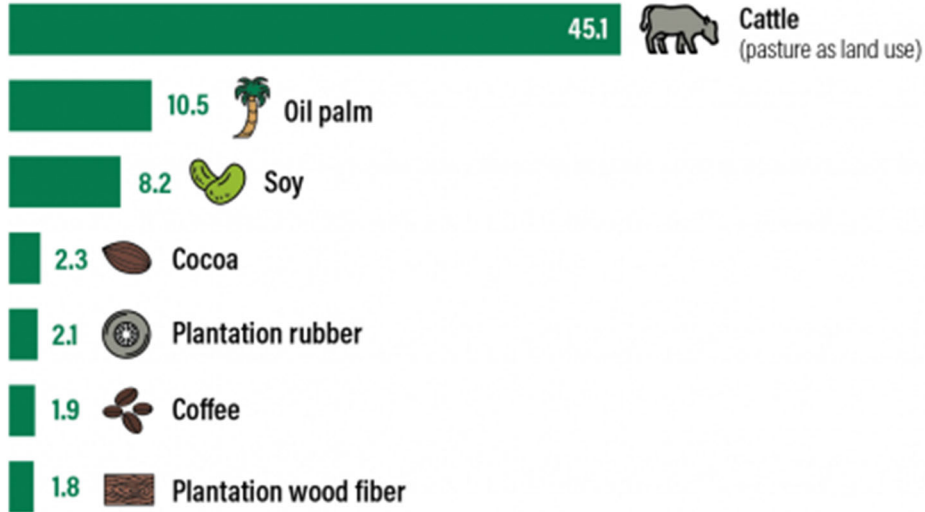 45.1 Cattle
(pasture as land use)
10.5 Oil palm
8.2 Soy
2.3 Cocoa
2.1 Plantation rubber
1.9 Coffee
1.8 Plantation wood fiber